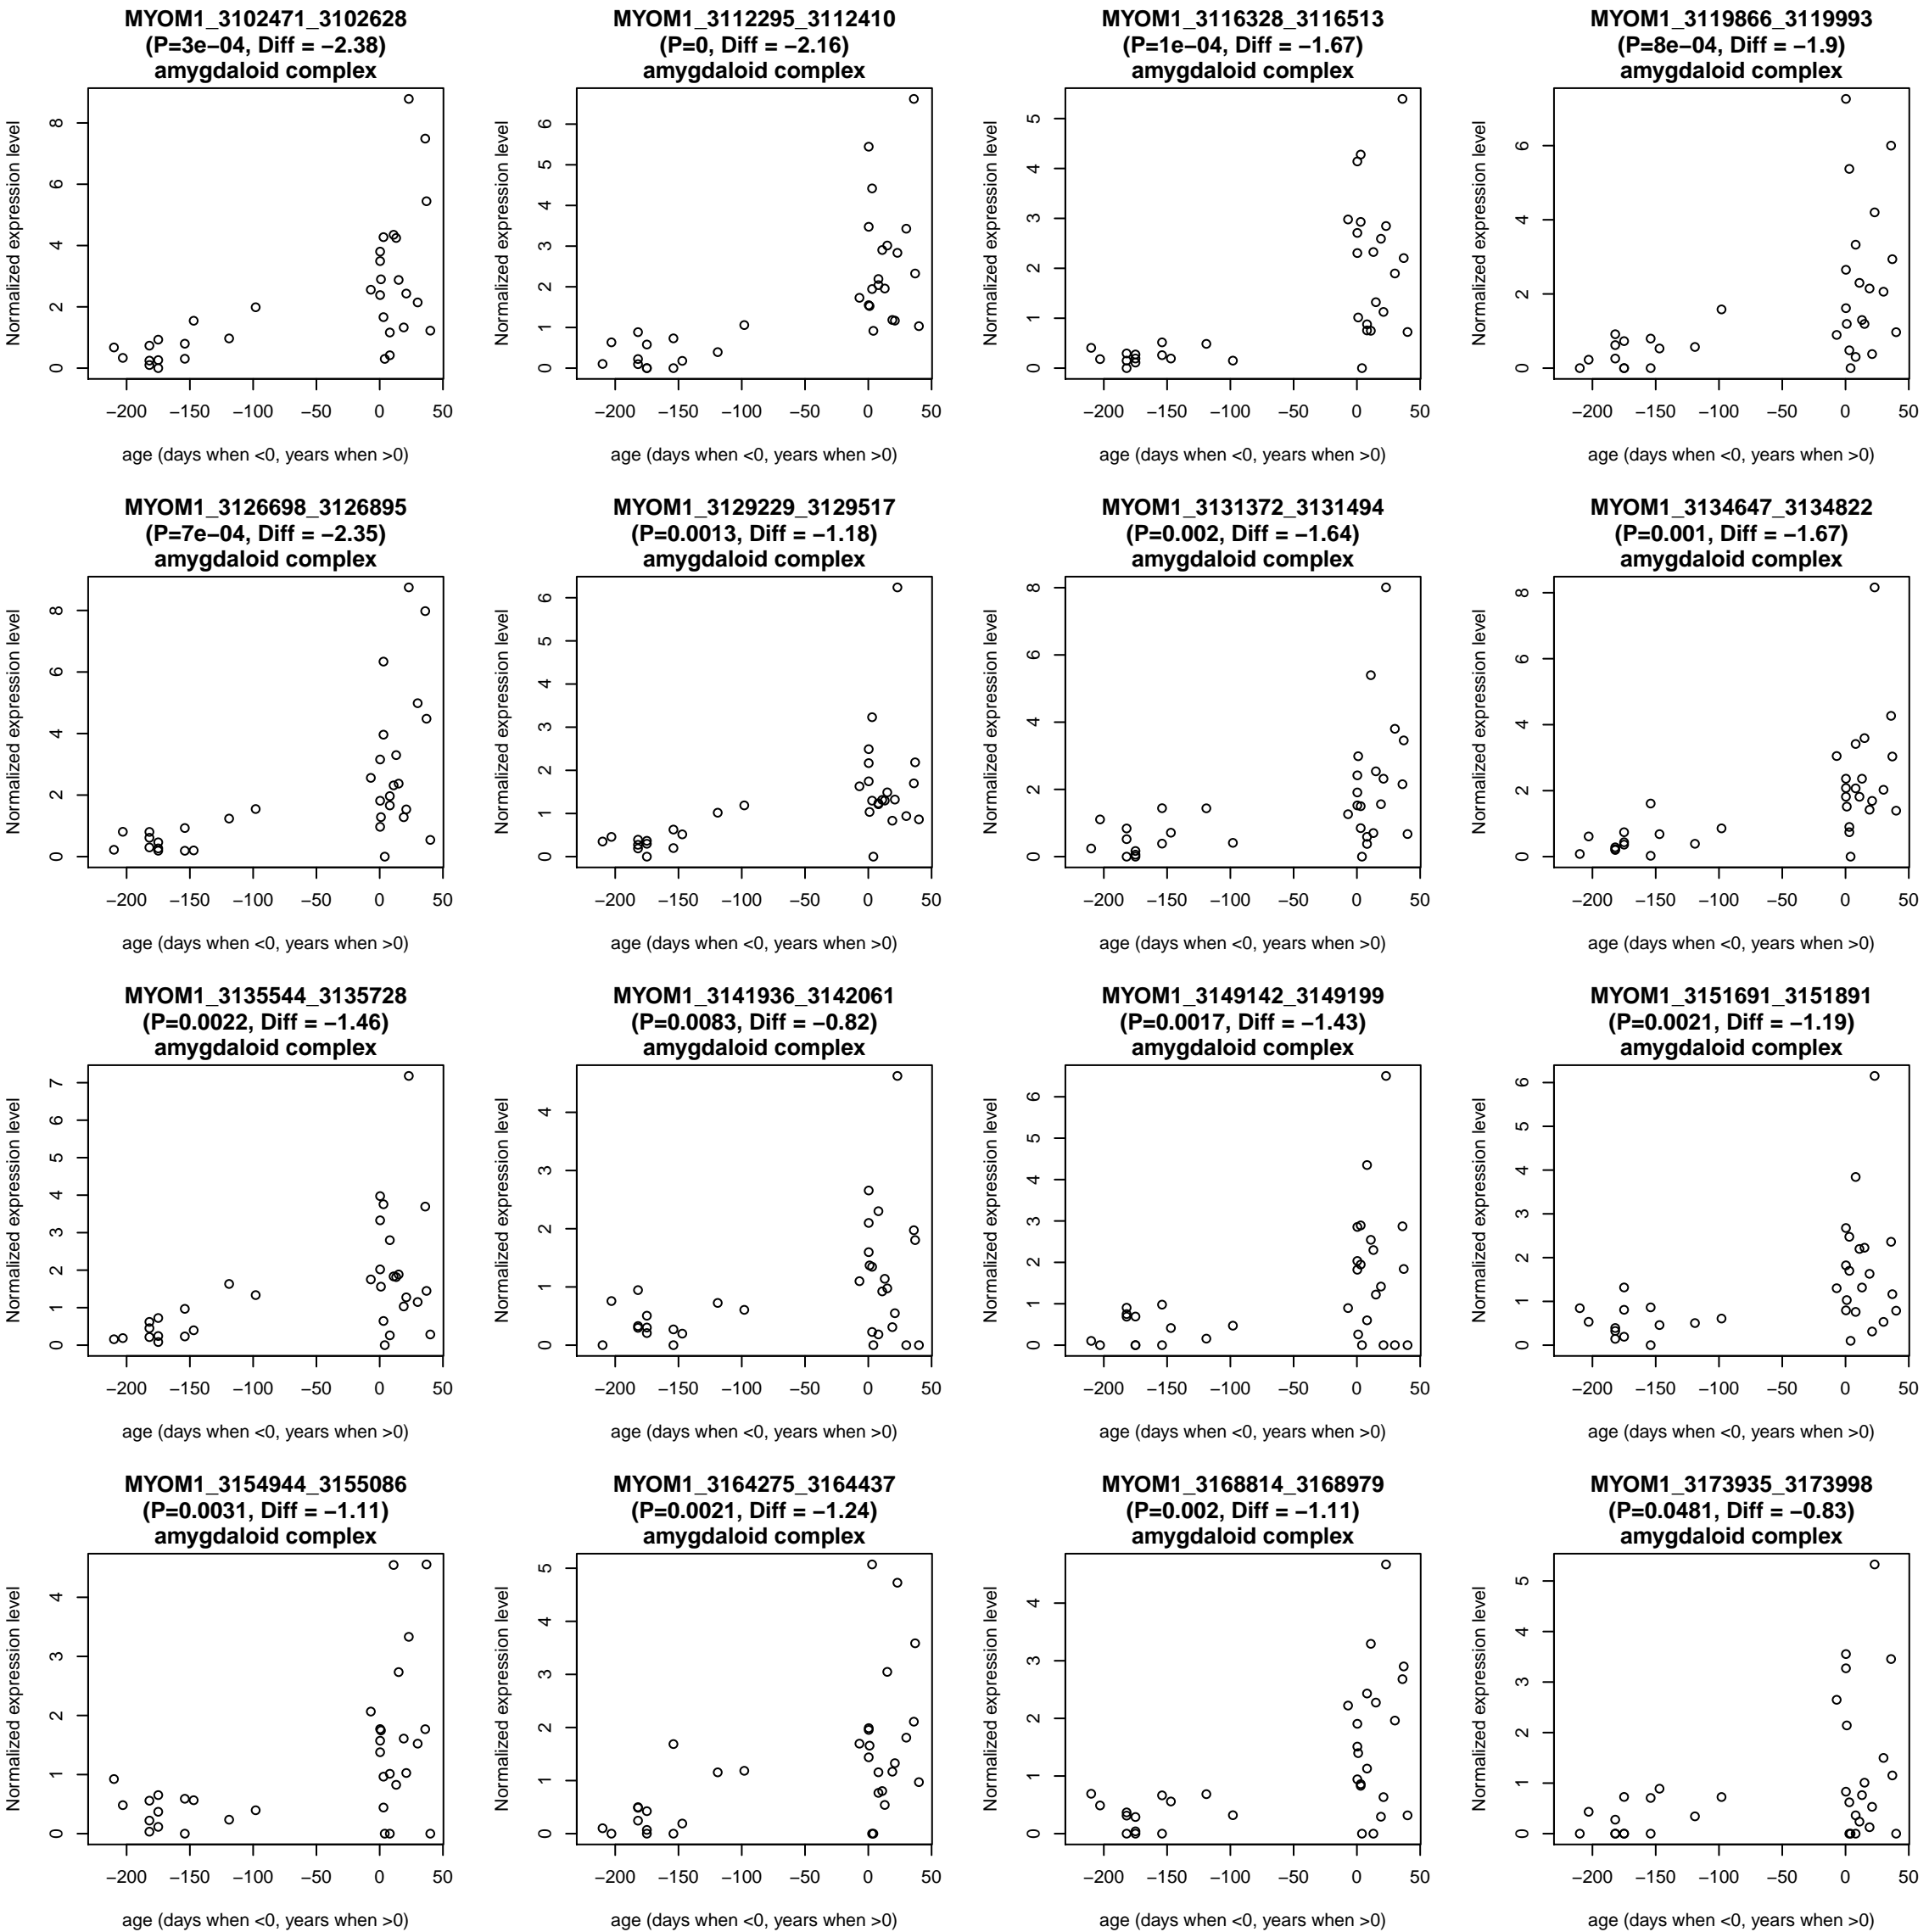 MYOM1_3102471_3102628
(P=3e−04, Diff = −2.38)
amygdaloid complex
Normalized expression level
0 2 4 6 8
−200 −150 −100 −50 0 50
age (days when <0, years when >0)
MYOM1_3112295_3112410
(P=0, Diff = −2.16)
amygdaloid complex
Normalized expression level
0 1 2 3 4 5 6
−200 −150 −100 −50 0 50
age (days when <0, years when >0)
MYOM1_3116328_3116513
(P=1e−04, Diff = −1.67)
amygdaloid complex
Normalized expression level
0 1 2 3 4 5
−200 −150 −100 −50 0 50
age (days when <0, years when >0)
MYOM1_3119866_3119993
(P=8e−04, Diff = −1.9)
amygdaloid complex
Normalized expression level
0 2 4 6
−200 −150 −100 −50 0 50
age (days when <0, years when >0)
MYOM1_3126698_3126895
(P=7e−04, Diff = −2.35)
amygdaloid complex
Normalized expression level
0 2 4 6 8
−200 −150 −100 −50 0 50
age (days when <0, years when >0)
MYOM1_3129229_3129517
(P=0.0013, Diff = −1.18)
amygdaloid complex
Normalized expression level
0 1 2 3 4 5 6
−200 −150 −100 −50 0 50
age (days when <0, years when >0)
MYOM1_3131372_3131494
(P=0.002, Diff = −1.64)
amygdaloid complex
Normalized expression level
0 2 4 6 8
−200 −150 −100 −50 0 50
age (days when <0, years when >0)
MYOM1_3134647_3134822
(P=0.001, Diff = −1.67)
amygdaloid complex
Normalized expression level
0 2 4 6 8
−200 −150 −100 −50 0 50
age (days when <0, years when >0)
MYOM1_3135544_3135728
(P=0.0022, Diff = −1.46)
amygdaloid complex
Normalized expression level
0 1 2 3 4 5 6 7
−200 −150 −100 −50 0 50
age (days when <0, years when >0)
MYOM1_3141936_3142061
(P=0.0083, Diff = −0.82)
amygdaloid complex
Normalized expression level
0 1 2 3 4
−200 −150 −100 −50 0 50
age (days when <0, years when >0)
MYOM1_3149142_3149199
(P=0.0017, Diff = −1.43)
amygdaloid complex
Normalized expression level
0 1 2 3 4 5 6
−200 −150 −100 −50 0 50
age (days when <0, years when >0)
MYOM1_3151691_3151891
(P=0.0021, Diff = −1.19)
amygdaloid complex
Normalized expression level
0 1 2 3 4 5 6
−200 −150 −100 −50 0 50
age (days when <0, years when >0)
MYOM1_3154944_3155086
(P=0.0031, Diff = −1.11)
amygdaloid complex
Normalized expression level
0 1 2 3 4
−200 −150 −100 −50 0 50
age (days when <0, years when >0)
MYOM1_3164275_3164437
(P=0.0021, Diff = −1.24)
amygdaloid complex
Normalized expression level
0 1 2 3 4 5
−200 −150 −100 −50 0 50
age (days when <0, years when >0)
MYOM1_3168814_3168979
(P=0.002, Diff = −1.11)
amygdaloid complex
Normalized expression level
0 1 2 3 4
−200 −150 −100 −50 0 50
age (days when <0, years when >0)
MYOM1_3173935_3173998
(P=0.0481, Diff = −0.83)
amygdaloid complex
Normalized expression level
0 1 2 3 4 5
−200 −150 −100 −50 0 50
age (days when <0, years when >0)